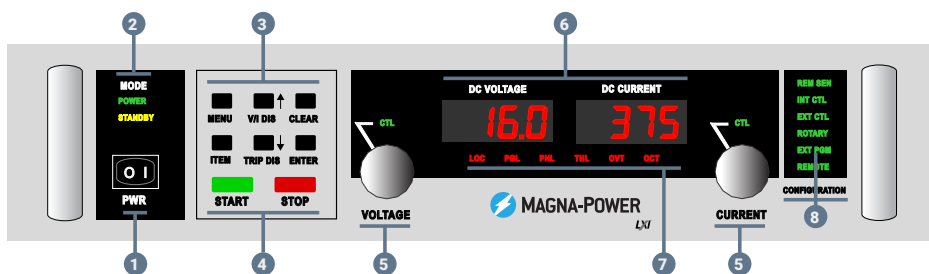 2
3
6
MODE
POWER
STANDBY
O I
PWR
MENU V/I DIS CLEAR
ITEM TRIP DIS ENTER
START STOP
CTL
VOLTAGE
DC VOLTAGE DC CURRENT
16.0 375
LOC PGL PHL THL OVT OCT
MAGNA-POWER
LXI
CTL
CURRENT
REM SEN
INT CTL
EXT CTL
ROTARY
EXT PGM
REMOTE
CONFIGURATION
8
1
4
5
7
5